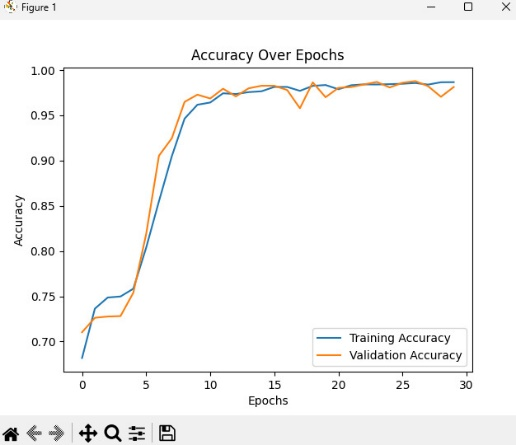 Figure 1
Accuracy Over Epochs
1.00
0.95
0.90
0.85
0.80
0.75
0.70
Accuracy
Training Accuracy
Validation Accuracy
0 5 10 15 20 25 30
Epochs